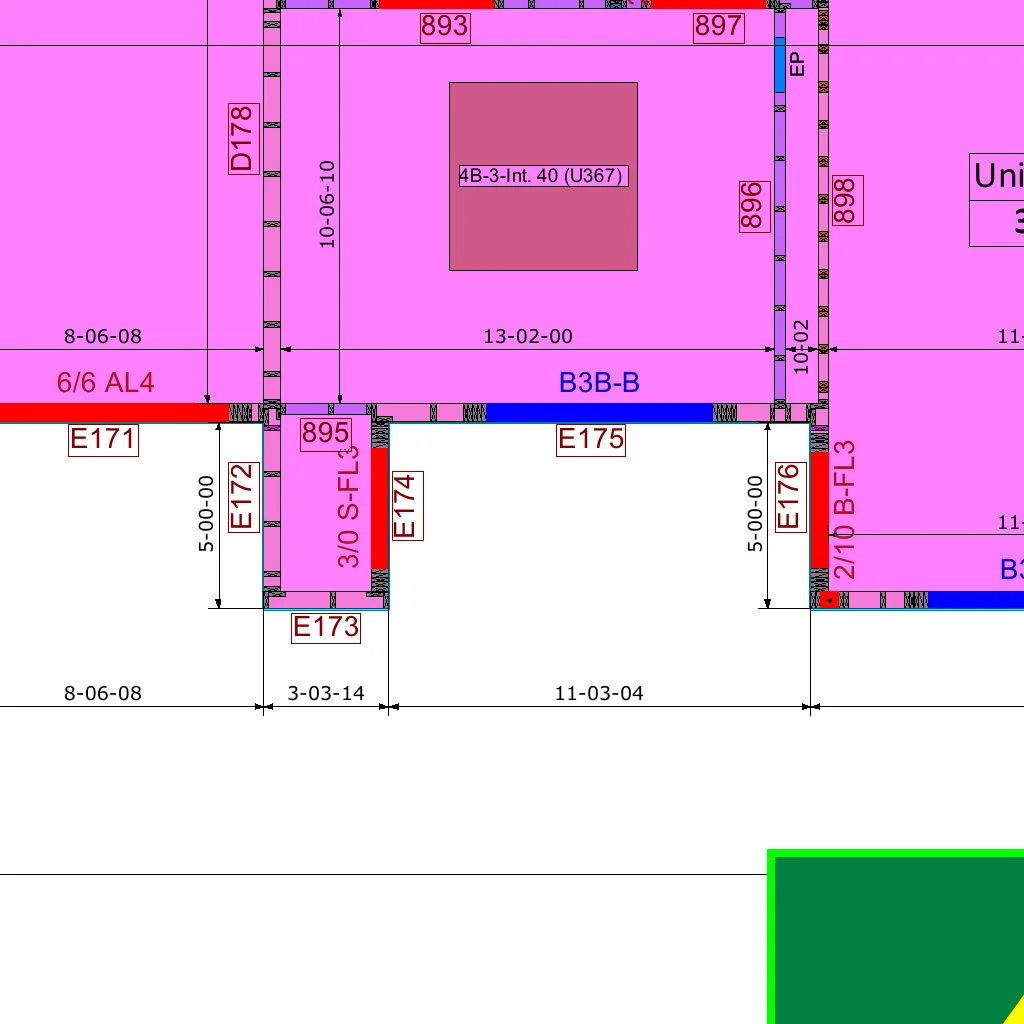 893
897
EP
D178
10-06-10
4B-3-Int. 40 (U367)
896
898
Uni
3
8-06-08
13-02-00
10-02
11-
6/6 AL4
B3B-B
E171
895
E175
5-00-00
E172
3/0 S-FL3
E174
5-00-00
E176
2/10 B-FL3
11-
B3
E173
8-06-08
3-03-14
11-03-04